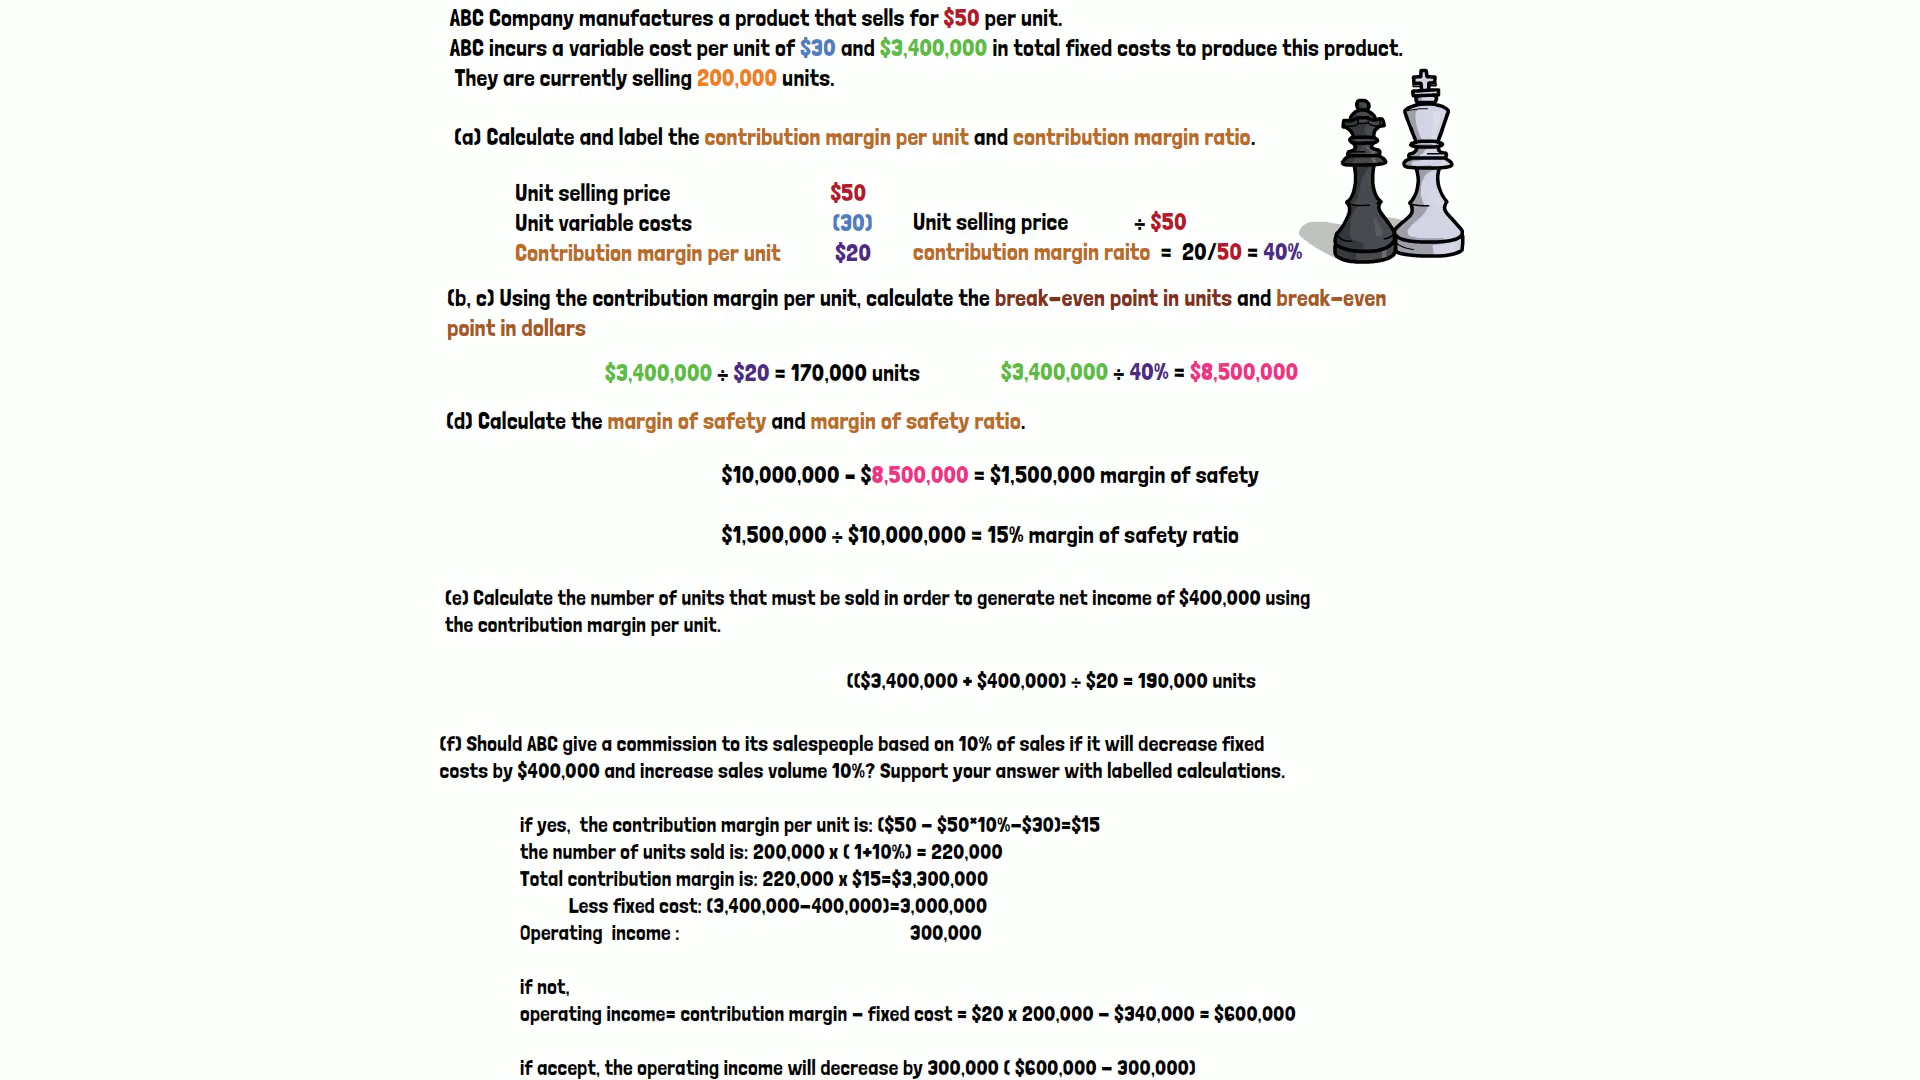 ABC Company manufactures a product that sells for $50 per unit.
ABC incurs a variable cost per unit of $30 and $3,400,000 in total fixed costs to produce this product.
They are currently selling 200,000 units.
(a) Calculate and label the contribution margin per unit and contribution margin ratio.
Unit selling price $50
Unit variable costs (30) Unit selling price ÷ $50
Contribution margin per unit $20 contribution margin raito = 20/50 = 40%
(b, c) Using the contribution margin per unit, calculate the break-even point in units and break-even
point in dollars
$3,400,000 ÷ $20 = 170,000 units $3,400,000 ÷ 40% = $8,500,000
(d) Calculate the margin of safety and margin of safety ratio.
$10,000,000 - $8,500,000 = $1,500,000 margin of safety
$1,500,000 ÷ $10,000,000 = 15% margin of safety ratio
(e) Calculate the number of units that must be sold in order to generate net income of $400,000 using
the contribution margin per unit.
(($3,400,000 + $400,000) ÷ $20 = 190,000 units
(f) Should ABC give a commission to its salespeople based on 10% of sales if it will decrease fixed
costs by $400,000 and increase sales volume 10%? Support your answer with labelled calculations.
if yes, the contribution margin per unit is: ($50 - $50*10%-$30)=$15
the number of units sold is: 200,000 x ( 1+10%) = 220,000
Total contribution margin is: 220,000 x $15=$3,300,000
Less fixed cost: (3,400,000-400,000)=3,000,000
Operating income : 300,000
if not,
operating income= contribution margin - fixed cost = $20 x 200,000 - $340,000 = $600,000
if accept, the operating income will decrease by 300,000 ( $600,000 - 300,000)